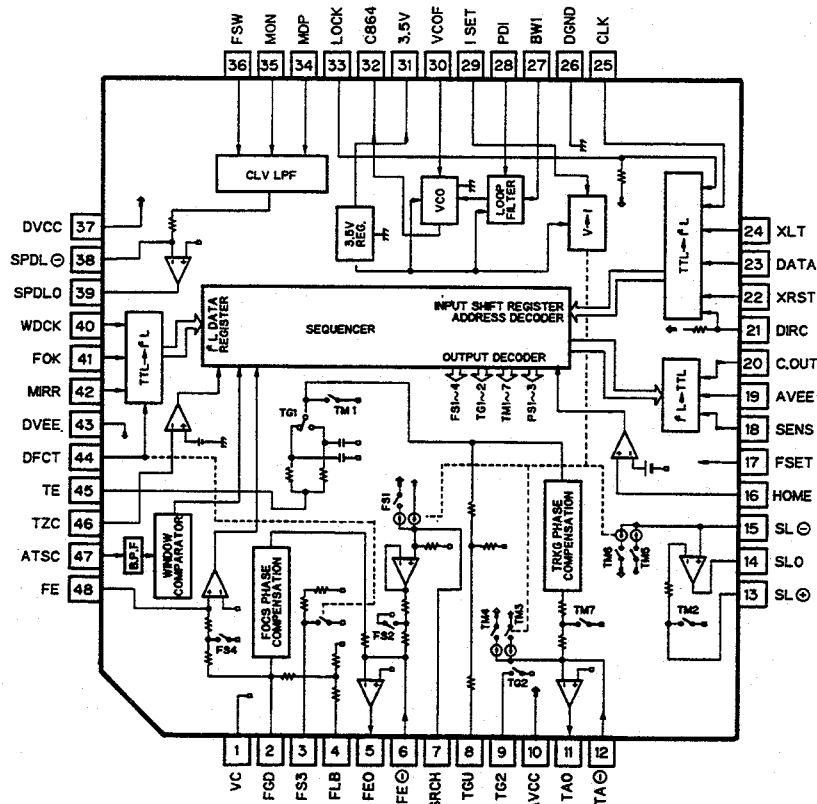 FSW
MON
MDP
LOCK
C864
3.5V
VCOF
I SET
PDI
BW1
DGND
CLK
36
35
34
33
32
31
30
29
28
27
26
25
CLV LPF
VCO
LOOP FILTER
3.5V REG.
V←I
TTL←I²L
DVCC 37
SPDL⊖ 38
SPDLO 39
WDCK 40
FOK 41
MIRR 42
DVEE 43
DFCT 44
TE 45
TZC 46
ATSC 47
FE 48
24 XLT
23 DATA
22 XRST
21 DIRC
20 C.OUT
19 AVEE
18 SENS
17 FSET
16 HOME
15 SL⊖
14 SLO
13 SL⊕
I²L DATA REGISTER
SEQUENCER
INPUT SHIFT REGISTER
ADDRESS DECODER
OUTPUT DECODER
FS1~4
TG1~2
TM1~7
PS1~3
TTL←I²L
I²L←TTL
TG1
TM1
B.P.F
WINDOW COMPARATOR
FOCS PHASE COMPENSATION
TRKG PHASE COMPENSATION
FS1
FS2
FS4
TM4
TM3
TG2
TM7
TM6
TM5
TM2
1
2
3
4
5
6
7
8
9
10
11
12
VC
FGD
FS3
FLB
FEO
FE⊖
SRCH
TGU
TG2
AVCC
TAO
TA⊖